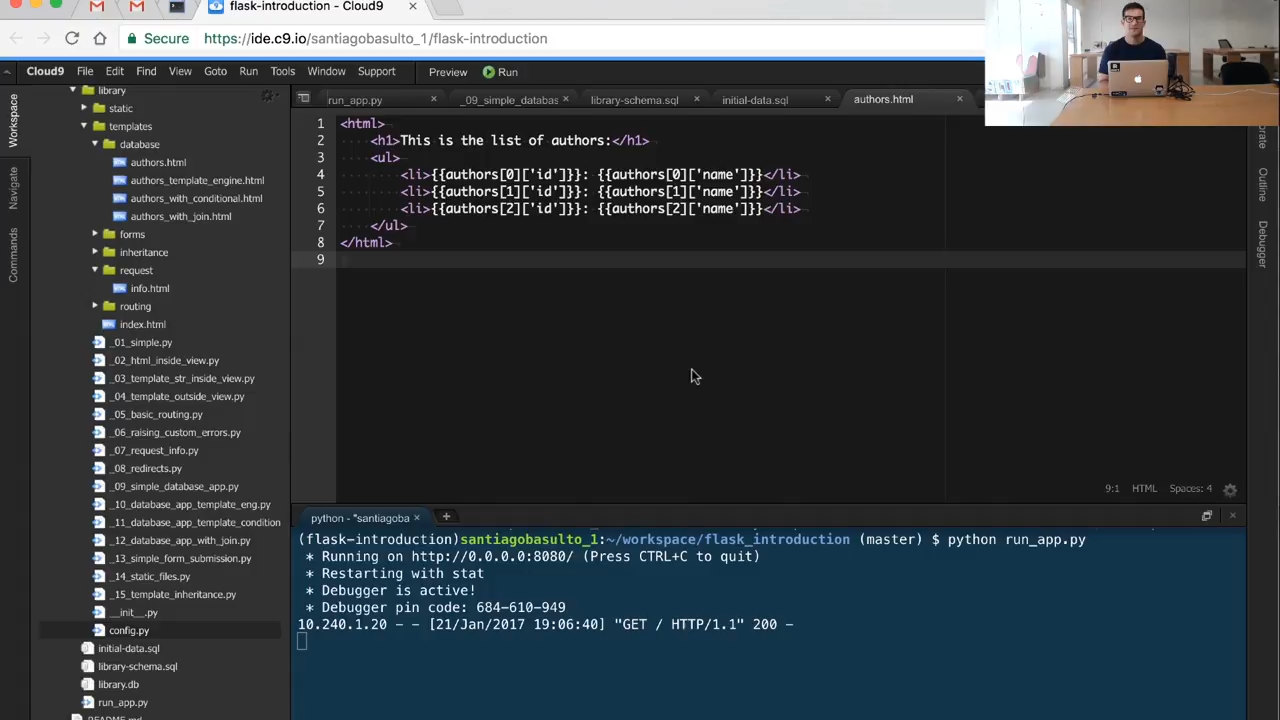 flask-introduction - Cloud9
Secure https://ide.c9.io/santiagobasulto_1/flask-introduction
Cloud9 File Edit Find View Goto Run Tools Window Support Preview Run
Workspace
Navigate
Commands
library
static
templates
database
authors.html
authors_template_engine.html
authors_with_conditional.html
authors_with_join.html
forms
inheritance
request
info.html
routing
index.html
_01_simple.py
_02_html_inside_view.py
_03_template_str_inside_view.py
_04_template_outside_view.py
_05_basic_routing.py
_06_raising_custom_errors.py
_07_request_info.py
_08_redirects.py
_09_simple_database_app.py
_10_database_app_template_eng.py
_11_database_app_template_condition
_12_database_app_with_join.py
_13_simple_form_submission.py
_14_static_files.py
_15_template_inheritance.py
__init__.py
config.py
initial-data.sql
library-schema.sql
library.db
run_app.py
run_app.py _09_simple_databas library-schema.sql initial-data.sql authors.html
1 <html>
2 <h1>This is the list of authors:</h1>
3 <ul>
4 <li>{{authors[0]['id']}}: {{authors[0]['name']}}</li>
5 <li>{{authors[1]['id']}}: {{authors[1]['name']}}</li>
6 <li>{{authors[2]['id']}}: {{authors[2]['name']}}</li>
7 </ul>
8 </html>
9
9:1 HTML Spaces: 4
python - "santiagoba
(flask-introduction)santiagobasulto_1:~/workspace/flask_introduction (master) $ python run_app.py
* Running on http://0.0.0.0:8080/ (Press CTRL+C to quit)
* Restarting with stat
* Debugger is active!
* Debugger pin code: 684-610-949
10.240.1.20 - - [21/Jan/2017 19:06:40] "GET / HTTP/1.1" 200 -
Outline
Debugger